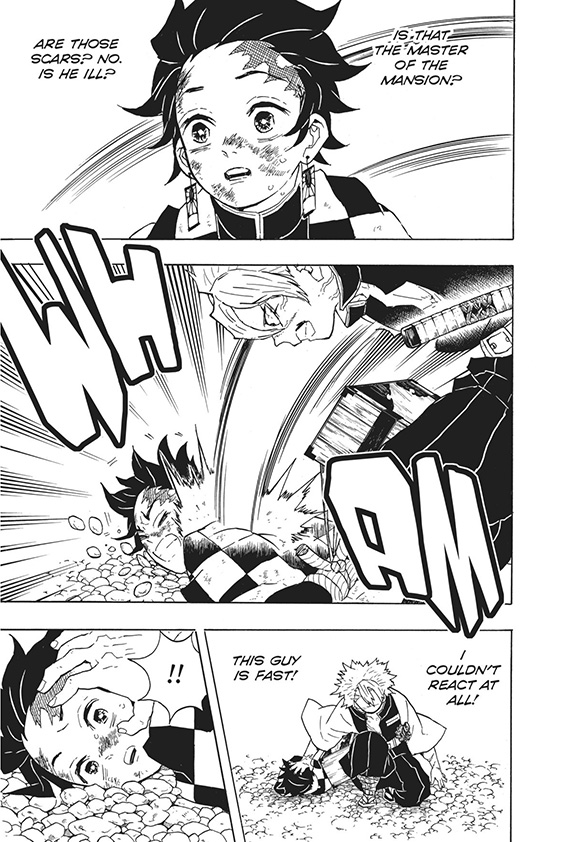 IS THAT
THE MASTER
OF THE
MANSION?
ARE THOSE
SCARS? NO.
IS HE ILL?
WH
AM
I
COULDN'T
REACT AT
ALL!
THIS GUY
IS FAST!
!!